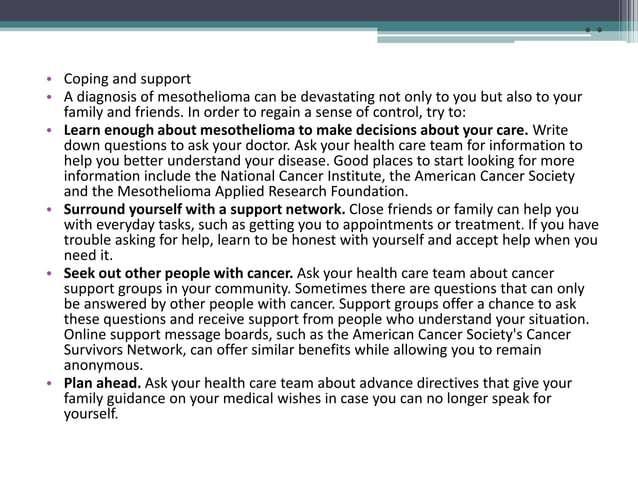 • Coping and support
• A diagnosis of mesothelioma can be devastating not only to you but also to your
family and friends. In order to regain a sense of control, try to:
• Learn enough about mesothelioma to make decisions about your care. Write
down questions to ask your doctor. Ask your health care team for information to
help you better understand your disease. Good places to start looking for more
information include the National Cancer Institute, the American Cancer Society
and the Mesothelioma Applied Research Foundation.
• Surround yourself with a support network. Close friends or family can help you
with everyday tasks, such as getting you to appointments or treatment. If you have
trouble asking for help, learn to be honest with yourself and accept help when you
need it.
• Seek out other people with cancer. Ask your health care team about cancer
support groups in your community. Sometimes there are questions that can only
be answered by other people with cancer. Support groups offer a chance to ask
these questions and receive support from people who understand your situation.
Online support message boards, such as the American Cancer Society's Cancer
Survivors Network, can offer similar benefits while allowing you to remain
anonymous.
• Plan ahead. Ask your health care team about advance directives that give your
family guidance on your medical wishes in case you can no longer speak for
yourself.